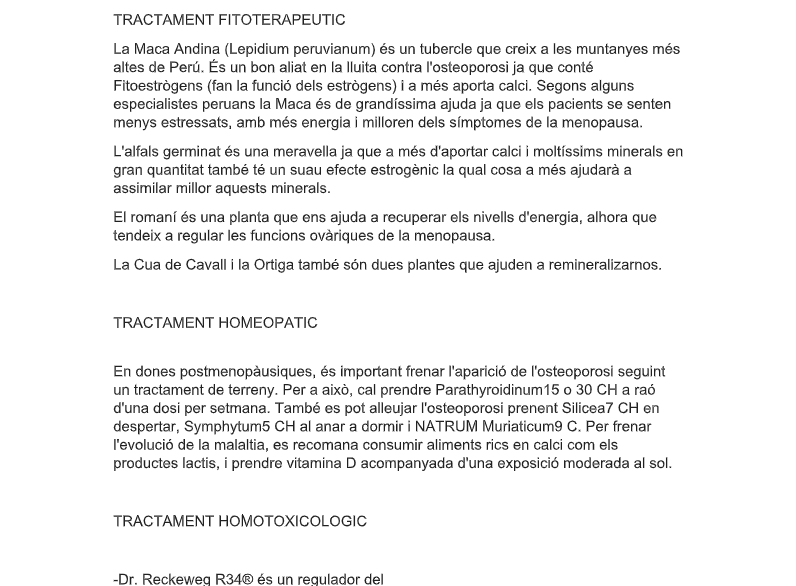 TRACTAMENT FITOTERAPEUTIC
La Maca Andina (Lepidium peruvianum) és un tubercle que creix a les muntanyes més
altes de Perú. És un bon aliat en la lluita contra l'osteoporosi ja que conté
Fitoestrògens (fan la funció dels estrògens) i a més aporta calci. Segons alguns
especialistes peruans la Maca és de grandíssima ajuda ja que els pacients se senten
menys estressats, amb més energia i milloren dels símptomes de la menopausa.
L'alfals germinat és una meravella ja que a més d'aportar calci i moltíssims minerals en
gran quantitat també té un suau efecte estrogènic la qual cosa a més ajudarà a
assimilar millor aquests minerals.
El romaní és una planta que ens ajuda a recuperar els nivells d'energia, alhora que
tendeix a regular les funcions ovàriques de la menopausa.
La Cua de Cavall i la Ortiga també són dues plantes que ajuden a remineralizarnos.
TRACTAMENT HOMEOPATIC
En dones postmenopàusiques, és important frenar l'aparició de l'osteoporosi seguint
un tractament de terreny. Per a això, cal prendre Parathyroidinum15 o 30 CH a raó
d'una dosi per setmana. També es pot alleujar l'osteoporosi prenent Silicea7 CH en
despertar, Symphytum5 CH al anar a dormir i NATRUM Muriaticum9 C. Per frenar
l'evolució de la malaltia, es recomana consumir aliments rics en calci com els
productes lactis, i prendre vitamina D acompanyada d'una exposició moderada al sol.
TRACTAMENT HOMOTOXICOLOGIC
-Dr. Reckeweg R34® és un regulador del